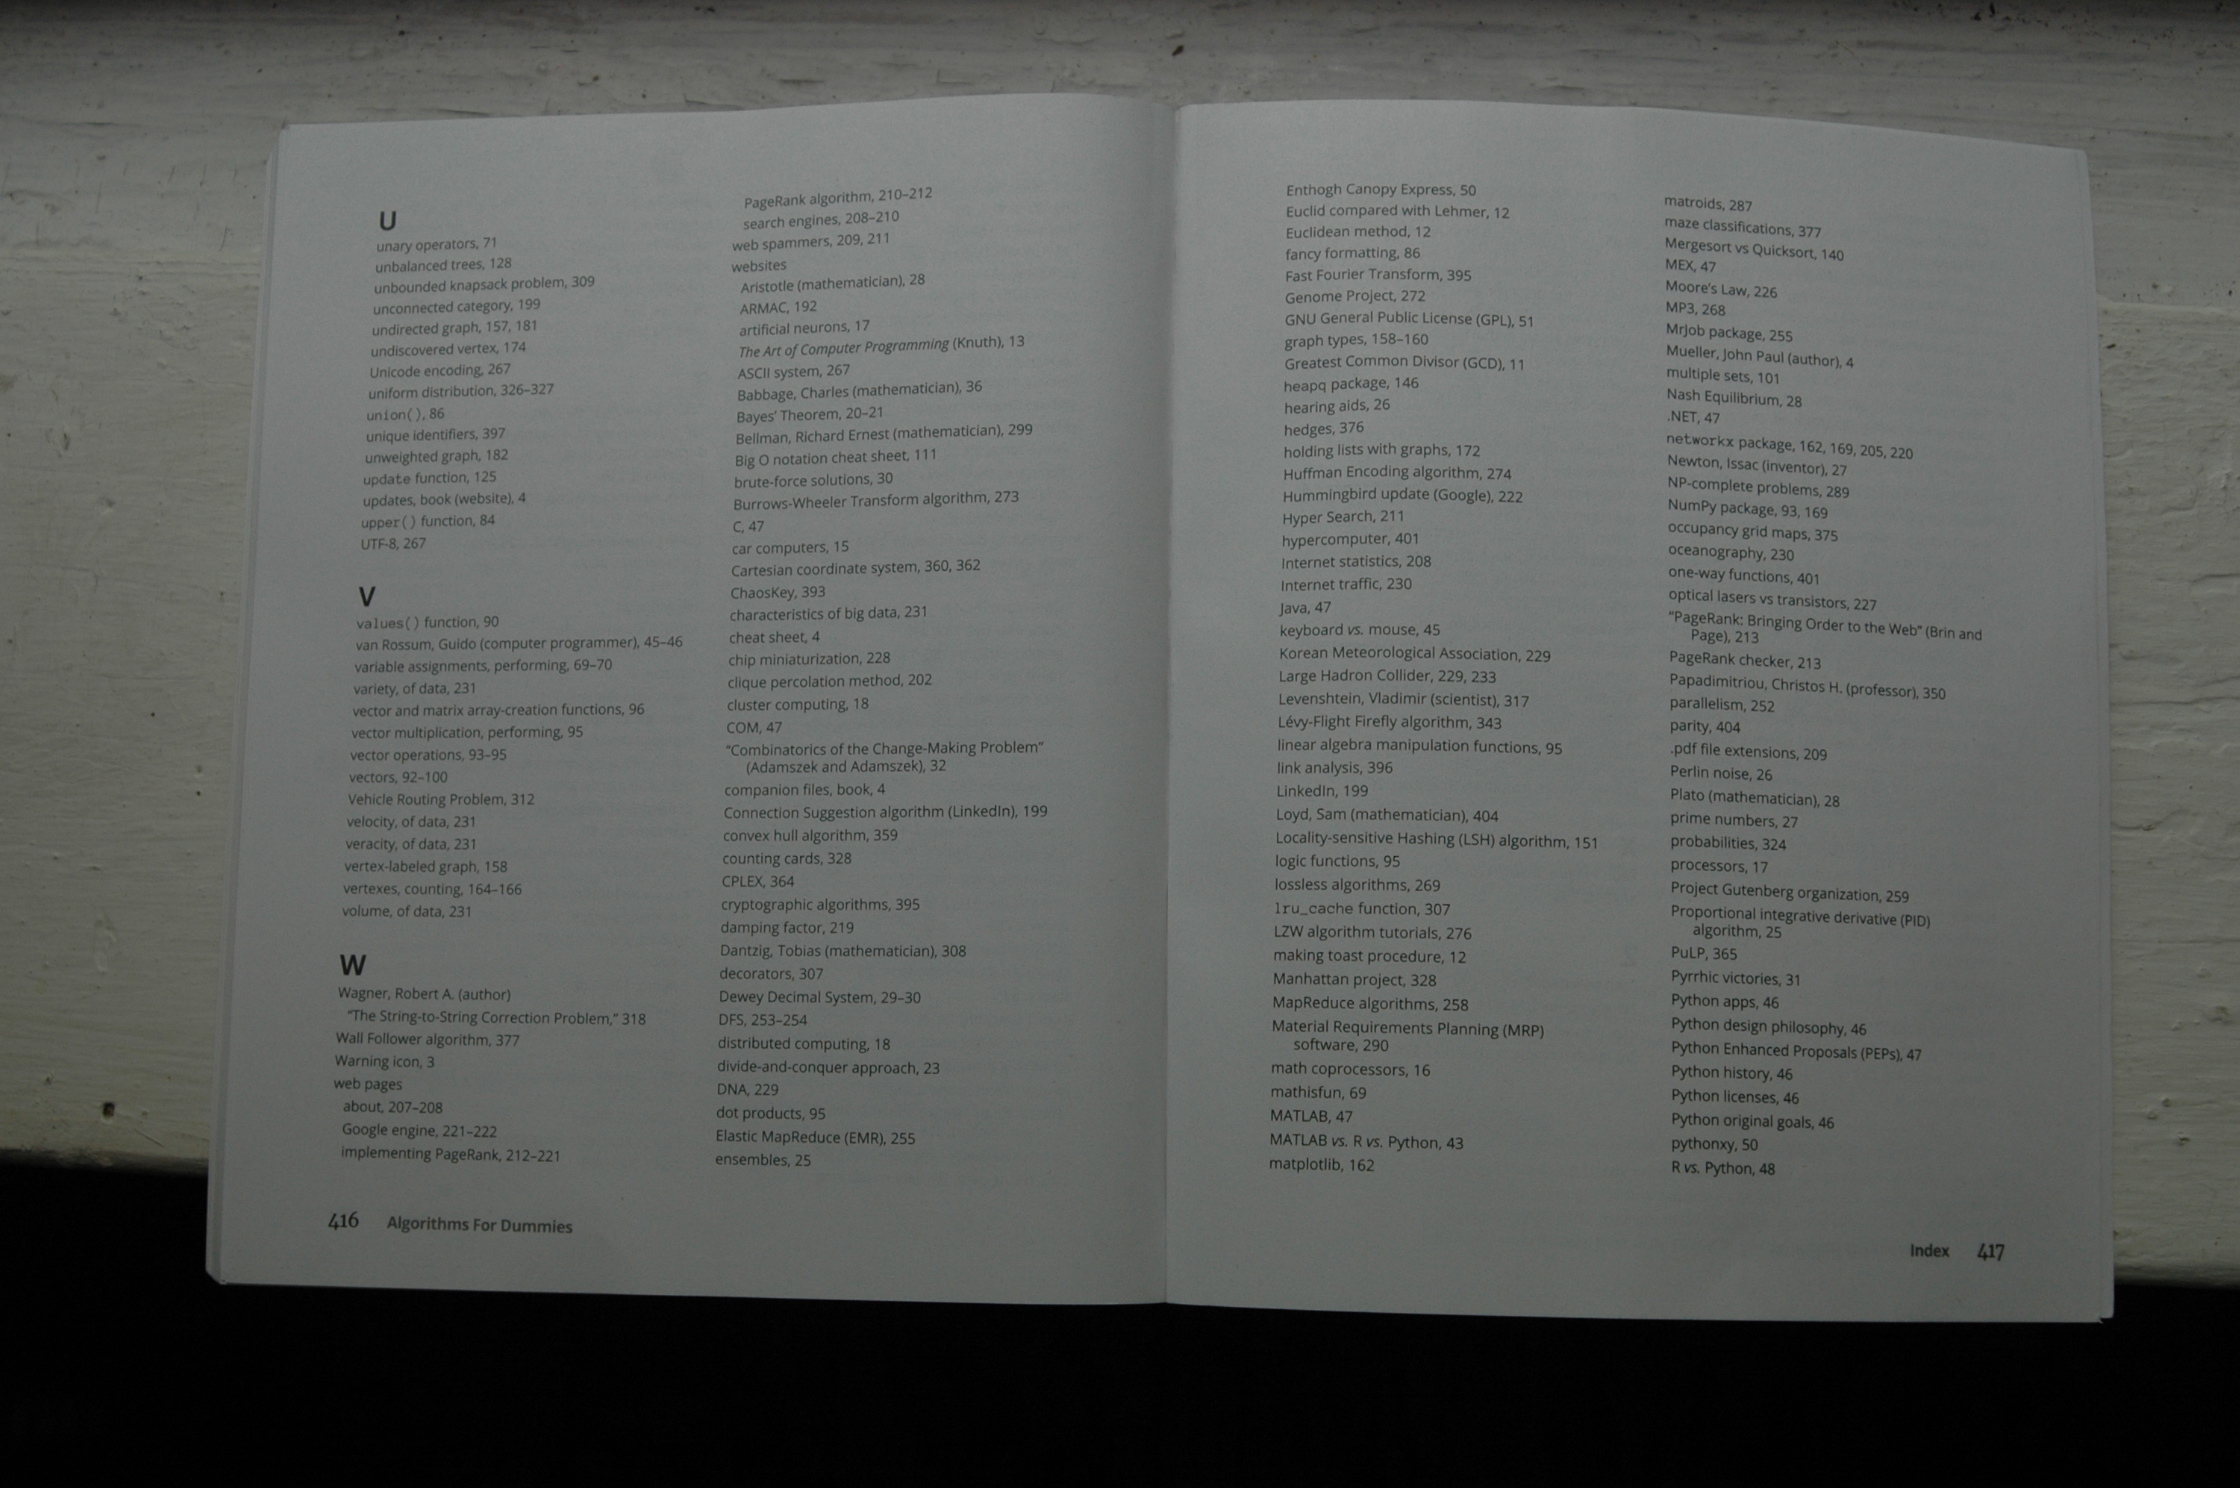 U
unary operators, 71
unbalanced trees, 128
unbounded knapsack problem, 309
unconnected category, 199
undirected graph, 157, 181
undiscovered vertex, 174
Unicode encoding, 267
uniform distribution, 326–327
union(), 86
unique identifiers, 397
unweighted graph, 182
update function, 125
updates, book (website), 4
upper() function, 84
UTF-8, 267
V
values() function, 90
van Rossum, Guido (computer programmer), 45–46
variable assignments, performing, 69–70
variety, of data, 231
vector and matrix array-creation functions, 96
vector multiplication, performing, 95
vector operations, 93–95
vectors, 92–100
Vehicle Routing Problem, 312
velocity, of data, 231
veracity, of data, 231
vertex-labeled graph, 158
vertexes, counting, 164–166
volume, of data, 231
W
Wagner, Robert A. (author)
"The String-to-String Correction Problem," 318
Wall Follower algorithm, 377
Warning icon, 3
web pages
about, 207–208
Google engine, 221–222
implementing PageRank, 212–221
PageRank algorithm, 210–212
search engines, 208–210
web spammers, 209, 211
websites
Aristotle (mathematician), 28
ARMAC, 192
artificial neurons, 17
The Art of Computer Programming (Knuth), 13
ASCII system, 267
Babbage, Charles (mathematician), 36
Bayes' Theorem, 20–21
Bellman, Richard Ernest (mathematician), 299
Big O notation cheat sheet, 111
brute-force solutions, 30
Burrows-Wheeler Transform algorithm, 273
C, 47
car computers, 15
Cartesian coordinate system, 360, 362
ChaosKey, 393
characteristics of big data, 231
cheat sheet, 4
chip miniaturization, 228
clique percolation method, 202
cluster computing, 18
COM, 47
"Combinatorics of the Change-Making Problem"
(Adamszek and Adamszek), 32
companion files, book, 4
Connection Suggestion algorithm (LinkedIn), 199
convex hull algorithm, 359
counting cards, 328
CPLEX, 364
cryptographic algorithms, 395
damping factor, 219
Dantzig, Tobias (mathematician), 308
decorators, 307
Dewey Decimal System, 29–30
DFS, 253–254
distributed computing, 18
divide-and-conquer approach, 23
DNA, 229
dot products, 95
Elastic MapReduce (EMR), 255
ensembles, 25
416 Algorithms For Dummies
Enthogh Canopy Express, 50
Euclid compared with Lehmer, 12
Euclidean method, 12
fancy formatting, 86
Fast Fourier Transform, 395
Genome Project, 272
GNU General Public License (GPL), 51
graph types, 158–160
Greatest Common Divisor (GCD), 11
heapq package, 146
hearing aids, 26
hedges, 376
holding lists with graphs, 172
Huffman Encoding algorithm, 274
Hummingbird update (Google), 222
Hyper Search, 211
hypercomputer, 401
Internet statistics, 208
Internet traffic, 230
Java, 47
keyboard vs. mouse, 45
Korean Meteorological Association, 229
Large Hadron Collider, 229, 233
Levenshtein, Vladimir (scientist), 317
Lévy-Flight Firefly algorithm, 343
linear algebra manipulation functions, 95
link analysis, 396
LinkedIn, 199
Loyd, Sam (mathematician), 404
Locality-sensitive Hashing (LSH) algorithm, 151
logic functions, 95
lossless algorithms, 269
lru_cache function, 307
LZW algorithm tutorials, 276
making toast procedure, 12
Manhattan project, 328
MapReduce algorithms, 258
Material Requirements Planning (MRP)
software, 290
math coprocessors, 16
mathisfun, 69
MATLAB, 47
MATLAB vs. R vs. Python, 43
matplotlib, 162
matroids, 287
maze classifications, 377
Mergesort vs Quicksort, 140
MEX, 47
Moore's Law, 226
MP3, 268
MrJob package, 255
Mueller, John Paul (author), 4
multiple sets, 101
Nash Equilibrium, 28
.NET, 47
networkx package, 162, 169, 205, 220
Newton, Issac (inventor), 27
NP-complete problems, 289
NumPy package, 93, 169
occupancy grid maps, 375
oceanography, 230
one-way functions, 401
optical lasers vs transistors, 227
"PageRank: Bringing Order to the Web" (Brin and
Page), 213
PageRank checker, 213
Papadimitriou, Christos H. (professor), 350
parallelism, 252
parity, 404
.pdf file extensions, 209
Perlin noise, 26
Plato (mathematician), 28
prime numbers, 27
probabilities, 324
processors, 17
Project Gutenberg organization, 259
Proportional integrative derivative (PID)
algorithm, 25
PuLP, 365
Pyrrhic victories, 31
Python apps, 46
Python design philosophy, 46
Python Enhanced Proposals (PEPs), 47
Python history, 46
Python licenses, 46
Python original goals, 46
pythonxy, 50
R vs. Python, 48
Index 417